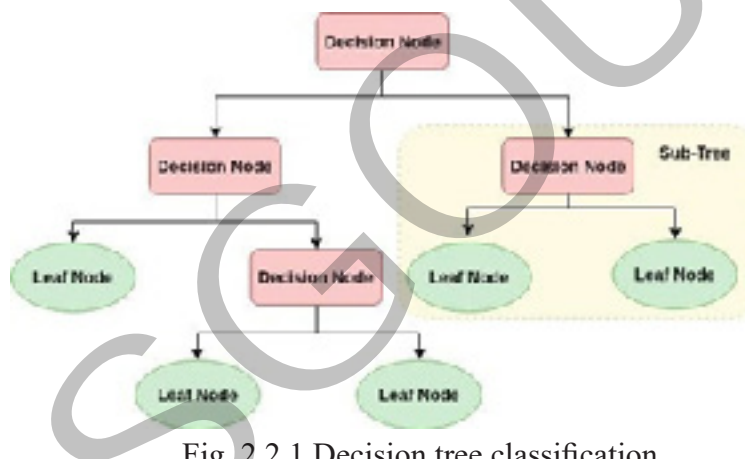 Decision Node
Decision Node
Decision Node
Sub-Tree
Leaf Node
Decision Node
Leaf Node
Leaf Node
Leaf Node
Leaf Node
Fig. 2.2.1 Decision tree classification
SGOU